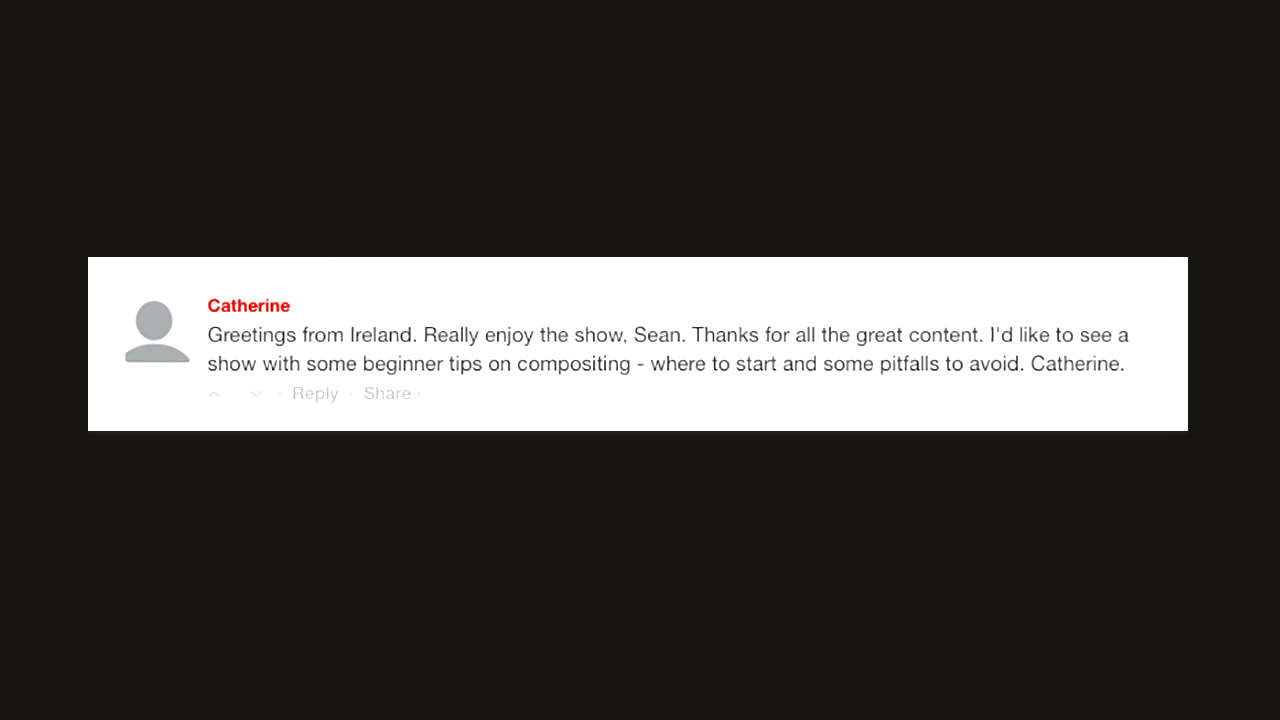 Catherine
Greetings from Ireland. Really enjoy the show, Sean. Thanks for all the great content. I'd like to see a
show with some beginner tips on compositing - where to start and some pitfalls to avoid. Catherine.
· Reply · Share ·